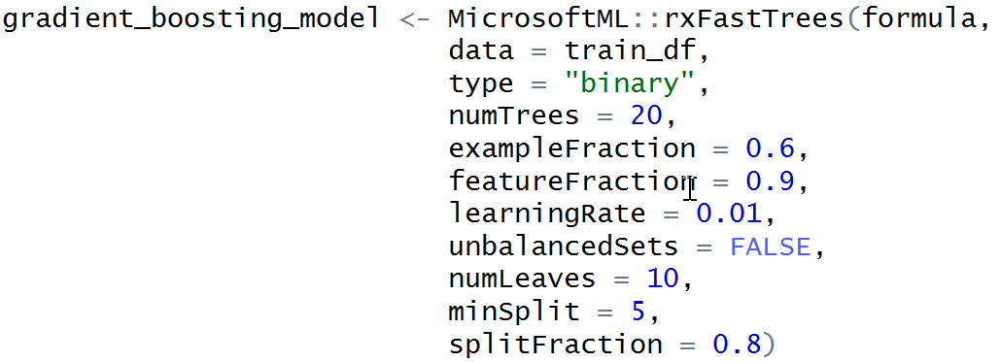 gradient_boosting_model <- MicrosoftML::rxFastTrees(formula,
data = train_df,
type = "binary",
numTrees = 20,
exampleFraction = 0.6,
featureFraction = 0.9,
learningRate = 0.01,
unbalancedSets = FALSE,
numLeaves = 10,
minSplit = 5,
splitFraction = 0.8)